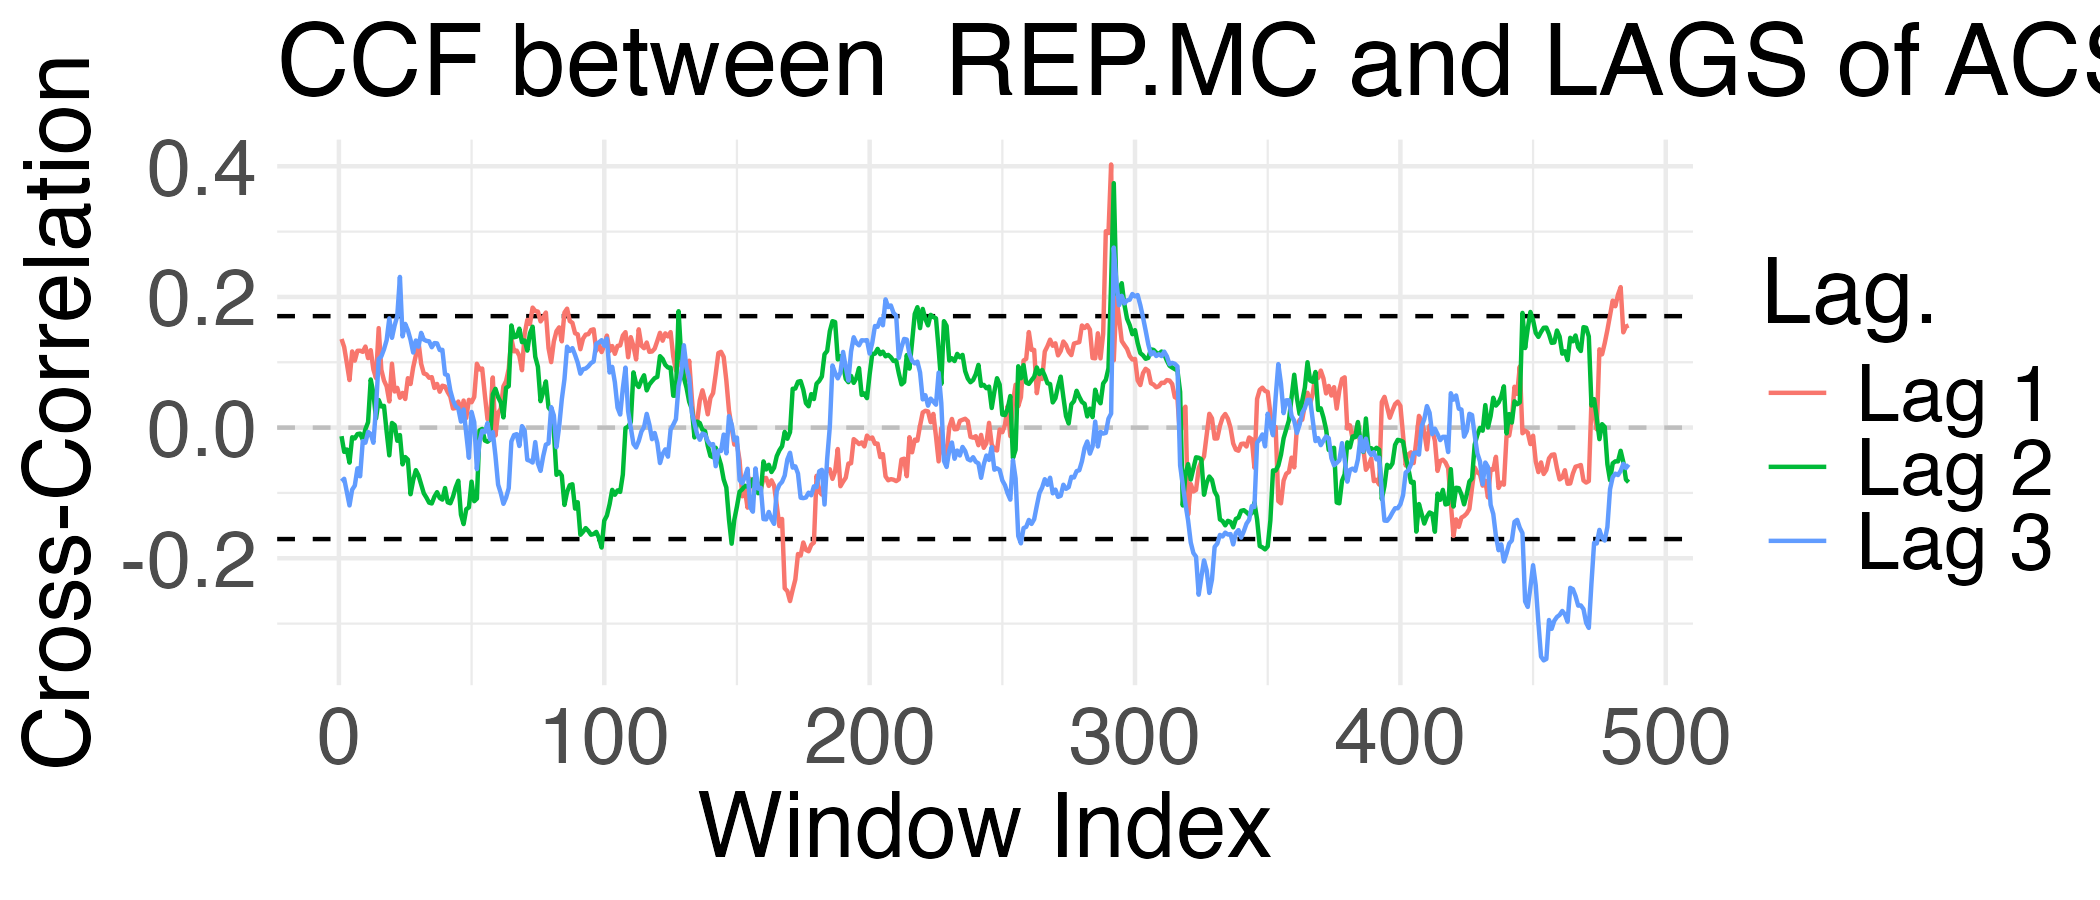 CCF between  REP.MC and LAGS of ACS
Cross-Correlation
0.4
0.2
0.0
-0.2
0 100 200 300 400 500
Window Index
Lag.
Lag 1
Lag 2
Lag 3